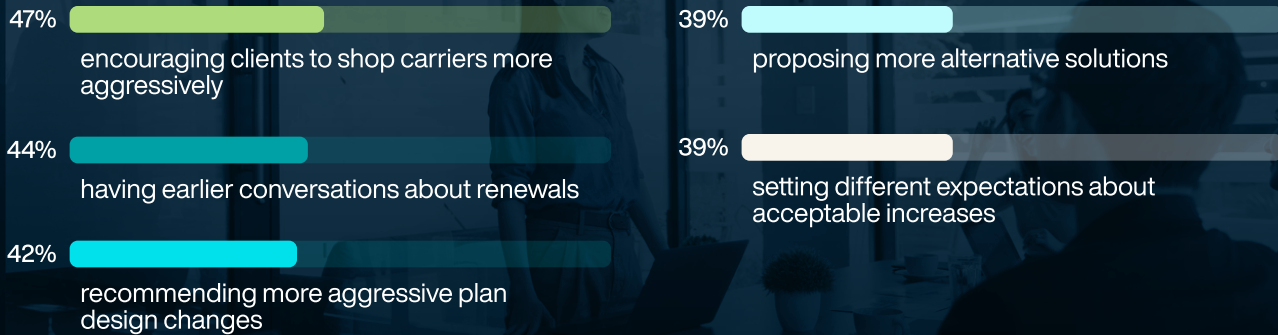 47%
encouraging clients to shop carriers more
aggressively
44%
having earlier conversations about renewals
42%
recommending more aggressive plan
design changes
39%
proposing more alternative solutions
39%
setting different expectations about
acceptable increases